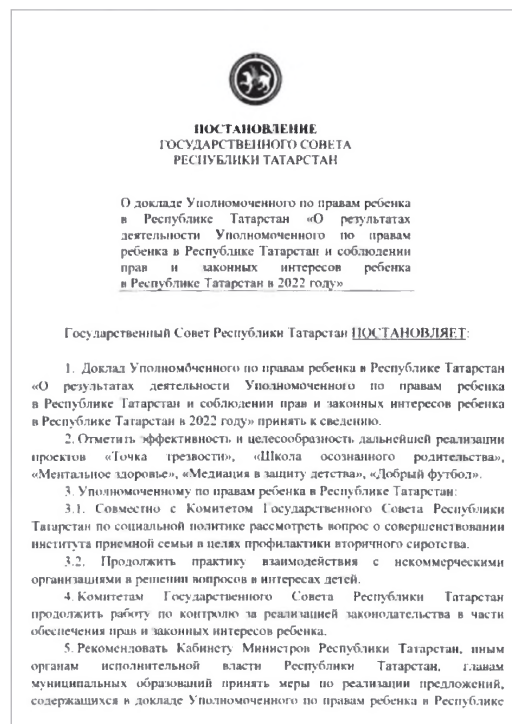 ПОСТАНОВЛЕНИЕ
ГОСУДАРСТВЕННОГО СОВЕТА
РЕСПУБЛИКИ ТАТАРСТАН
О докладе Уполномоченного по правам ребенка
в Республике Татарстан «О результатах
деятельности Уполномоченного по правам
ребенка в Республике Татарстан и соблюдении
прав и законных интересов ребенка
в Республике Татарстан в 2022 году»
Государственный Совет Республики Татарстан ПОСТАНОВЛЯЕТ:
1. Доклад Уполномоченного по правам ребенка в Республике Татарстан
«О результатах деятельности Уполномоченного по правам ребенка
в Республике Татарстан и соблюдении прав и законных интересов ребенка
в Республике Татарстан в 2022 году» принять к сведению.
2. Отметить эффективность и целесообразность дальнейшей реализации
проектов «Точка трезвости», «Школа осознанного родительства»,
«Ментальное здоровье», «Медиация в защиту детства», «Добрый футбол».
3. Уполномоченному по правам ребенка в Республике Татарстан:
3.1. Совместно с Комитетом Государственного Совета Республики
Татарстан по социальной политике рассмотреть вопрос о совершенствовании
института приемной семьи в целях профилактики вторичного сиротства.
3.2. Продолжить практику взаимодействия с некоммерческими
организациями в решении вопросов в интересах детей.
4. Комитетам Государственного Совета Республики Татарстан
продолжить работу по контролю за реализацией законодательства в части
обеспечения прав и законных интересов ребенка.
5. Рекомендовать Кабинету Министров Республики Татарстан, иным
органам исполнительной власти Республики Татарстан, главам
муниципальных образований принять меры по реализации предложений,
содержащихся в докладе Уполномоченного по правам ребенка в Республике